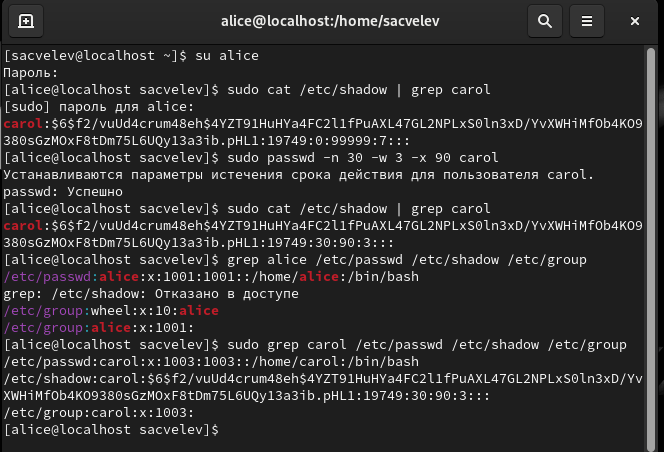 alice@localhost:/home/sacvelev
[sacvelev@localhost ~]$ su alice
Пароль:
[alice@localhost sacvelev]$ sudo cat /etc/shadow | grep carol
[sudo] пароль для alice:
carol:$6$f2/vuUd4crum48eh$4YZT91HuHYa4FC2l1fPuAXL47GL2NPLxS0ln3xD/YvXWHiMfOb4KO9
380sGzMOxF8tDm75L6UQy13a3ib.pHL1:19749:0:99999:7:::
[alice@localhost sacvelev]$ sudo passwd -n 30 -w 3 -x 90 carol
Устанавливаются параметры истечения срока действия для пользователя carol.
passwd: Успешно
[alice@localhost sacvelev]$ sudo cat /etc/shadow | grep carol
carol:$6$f2/vuUd4crum48eh$4YZT91HuHYa4FC2l1fPuAXL47GL2NPLxS0ln3xD/YvXWHiMfOb4KO9
380sGzMOxF8tDm75L6UQy13a3ib.pHL1:19749:30:90:3:::
[alice@localhost sacvelev]$ grep alice /etc/passwd /etc/shadow /etc/group
/etc/passwd:alice:x:1001:1001::/home/alice:/bin/bash
grep: /etc/shadow: Отказано в доступе
/etc/group:wheel:x:10:alice
/etc/group:alice:x:1001:
[alice@localhost sacvelev]$ sudo grep carol /etc/passwd /etc/shadow /etc/group
/etc/passwd:carol:x:1003:1003::/home/carol:/bin/bash
/etc/shadow:carol:$6$f2/vuUd4crum48eh$4YZT91HuHYa4FC2l1fPuAXL47GL2NPLxS0ln3xD/Yv
XWHiMfOb4KO9380sGzMOxF8tDm75L6UQy13a3ib.pHL1:19749:30:90:3:::
/etc/group:carol:x:1003:
[alice@localhost sacvelev]$